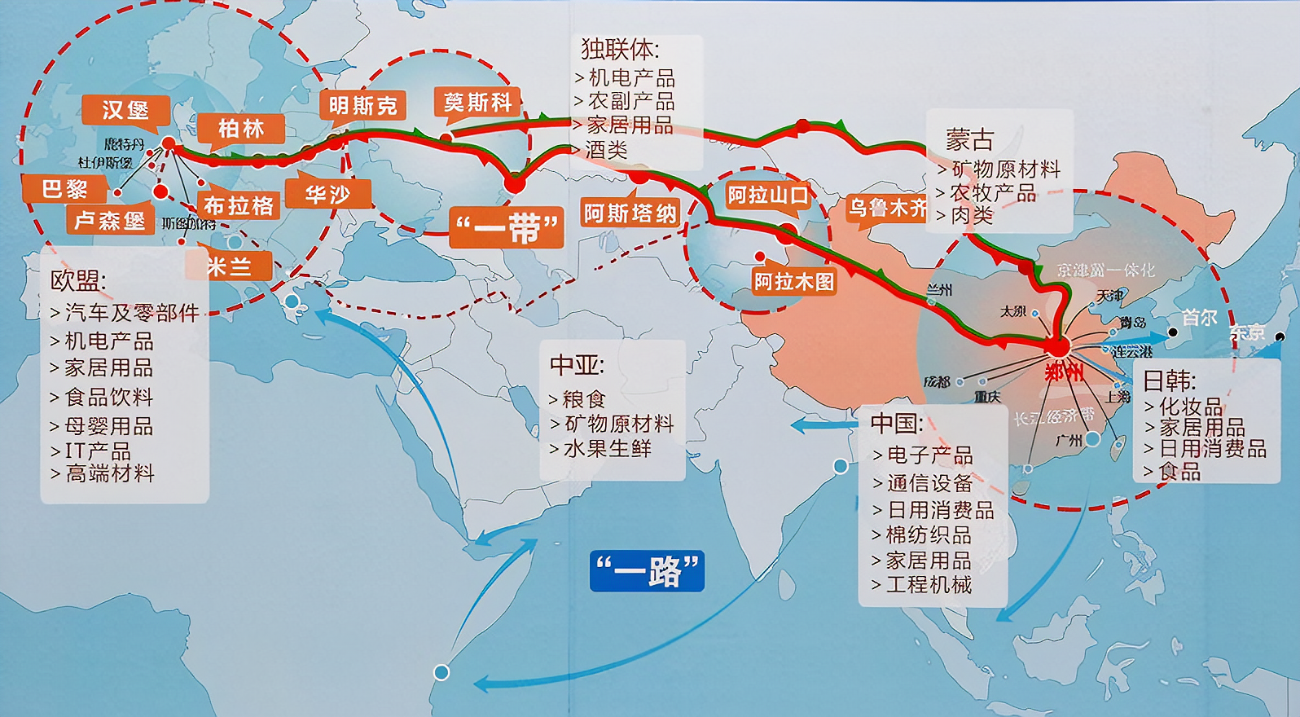 独联体:
>机电产品
>农副产品
>家居用品
>酒类
汉堡
柏林
明斯克
莫斯科
鹿特丹
杜伊斯堡
巴黎
卢森堡
布拉格
华沙
米兰
“一带”
阿斯塔纳
阿拉山口
阿拉木图
乌鲁木齐
蒙古
>矿物原材料
>农牧产品
>肉类
京津冀一体化
兰州
太原
天津
青岛
连云港
首尔
东京
郑州
成都
重庆
上海
长江经济带
广州
欧盟:
>汽车及零部件
>机电产品
>家居用品
>食品饮料
>母婴用品
>IT产品
>高端材料
中亚:
>粮食
>矿物原材料
>水果生鲜
中国:
>电子产品
>通信设备
>日用消费品
>棉纺织品
>家居用品
>工程机械
日韩:
>化妆品
>家居用品
>日用消费品
>食品
“一路”